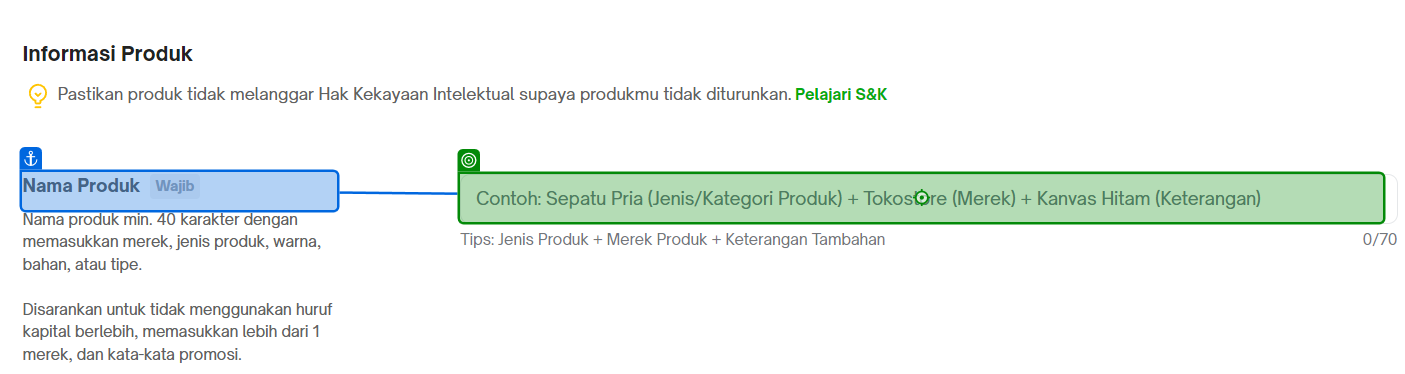 Informasi Produk
Pastikan produk tidak melanggar Hak Kekayaan Intelektual supaya produkmu tidak diturunkan. Pelajari S&K
Nama Produk Wajib
Contoh: Sepatu Pria (Jenis/Kategori Produk) + Tokostore (Merek) + Kanvas Hitam (Keterangan)
Nama produk min. 40 karakter dengan
memasukkan merek, jenis produk, warna,
bahan, atau tipe.
Tips: Jenis Produk + Merek Produk + Keterangan Tambahan 0/70
Disarankan untuk tidak menggunakan huruf
kapital berlebih, memasukkan lebih dari 1
merek, dan kata-kata promosi.